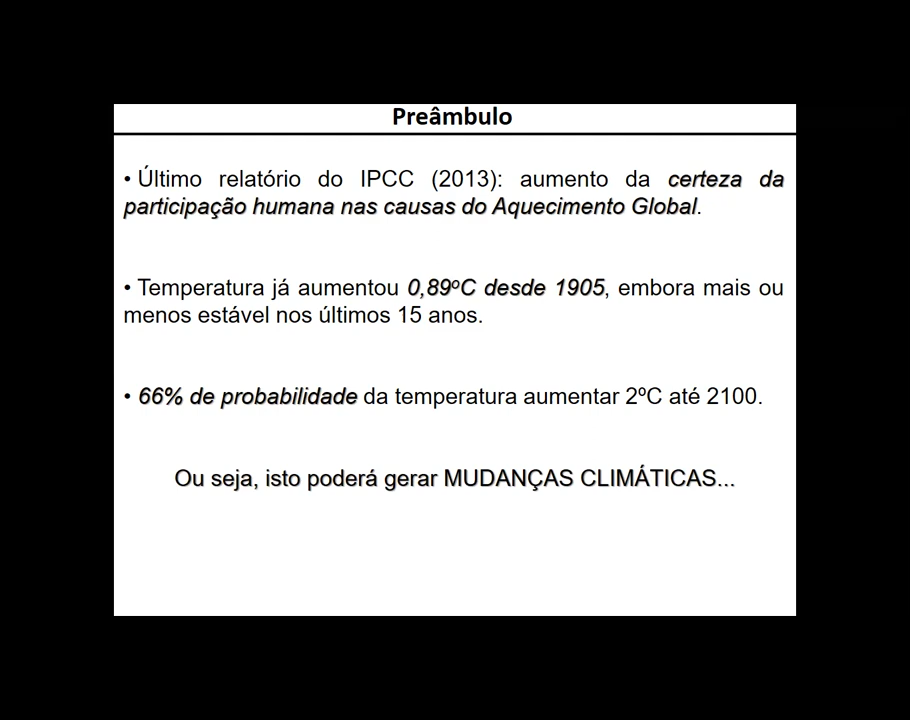 Preâmbulo
• Último relatório do IPCC (2013): aumento da certeza da
participação humana nas causas do Aquecimento Global.
• Temperatura já aumentou 0,89ºC desde 1905, embora mais ou
menos estável nos últimos 15 anos.
• 66% de probabilidade da temperatura aumentar 2ºC até 2100.
Ou seja, isto poderá gerar MUDANÇAS CLIMÁTICAS...